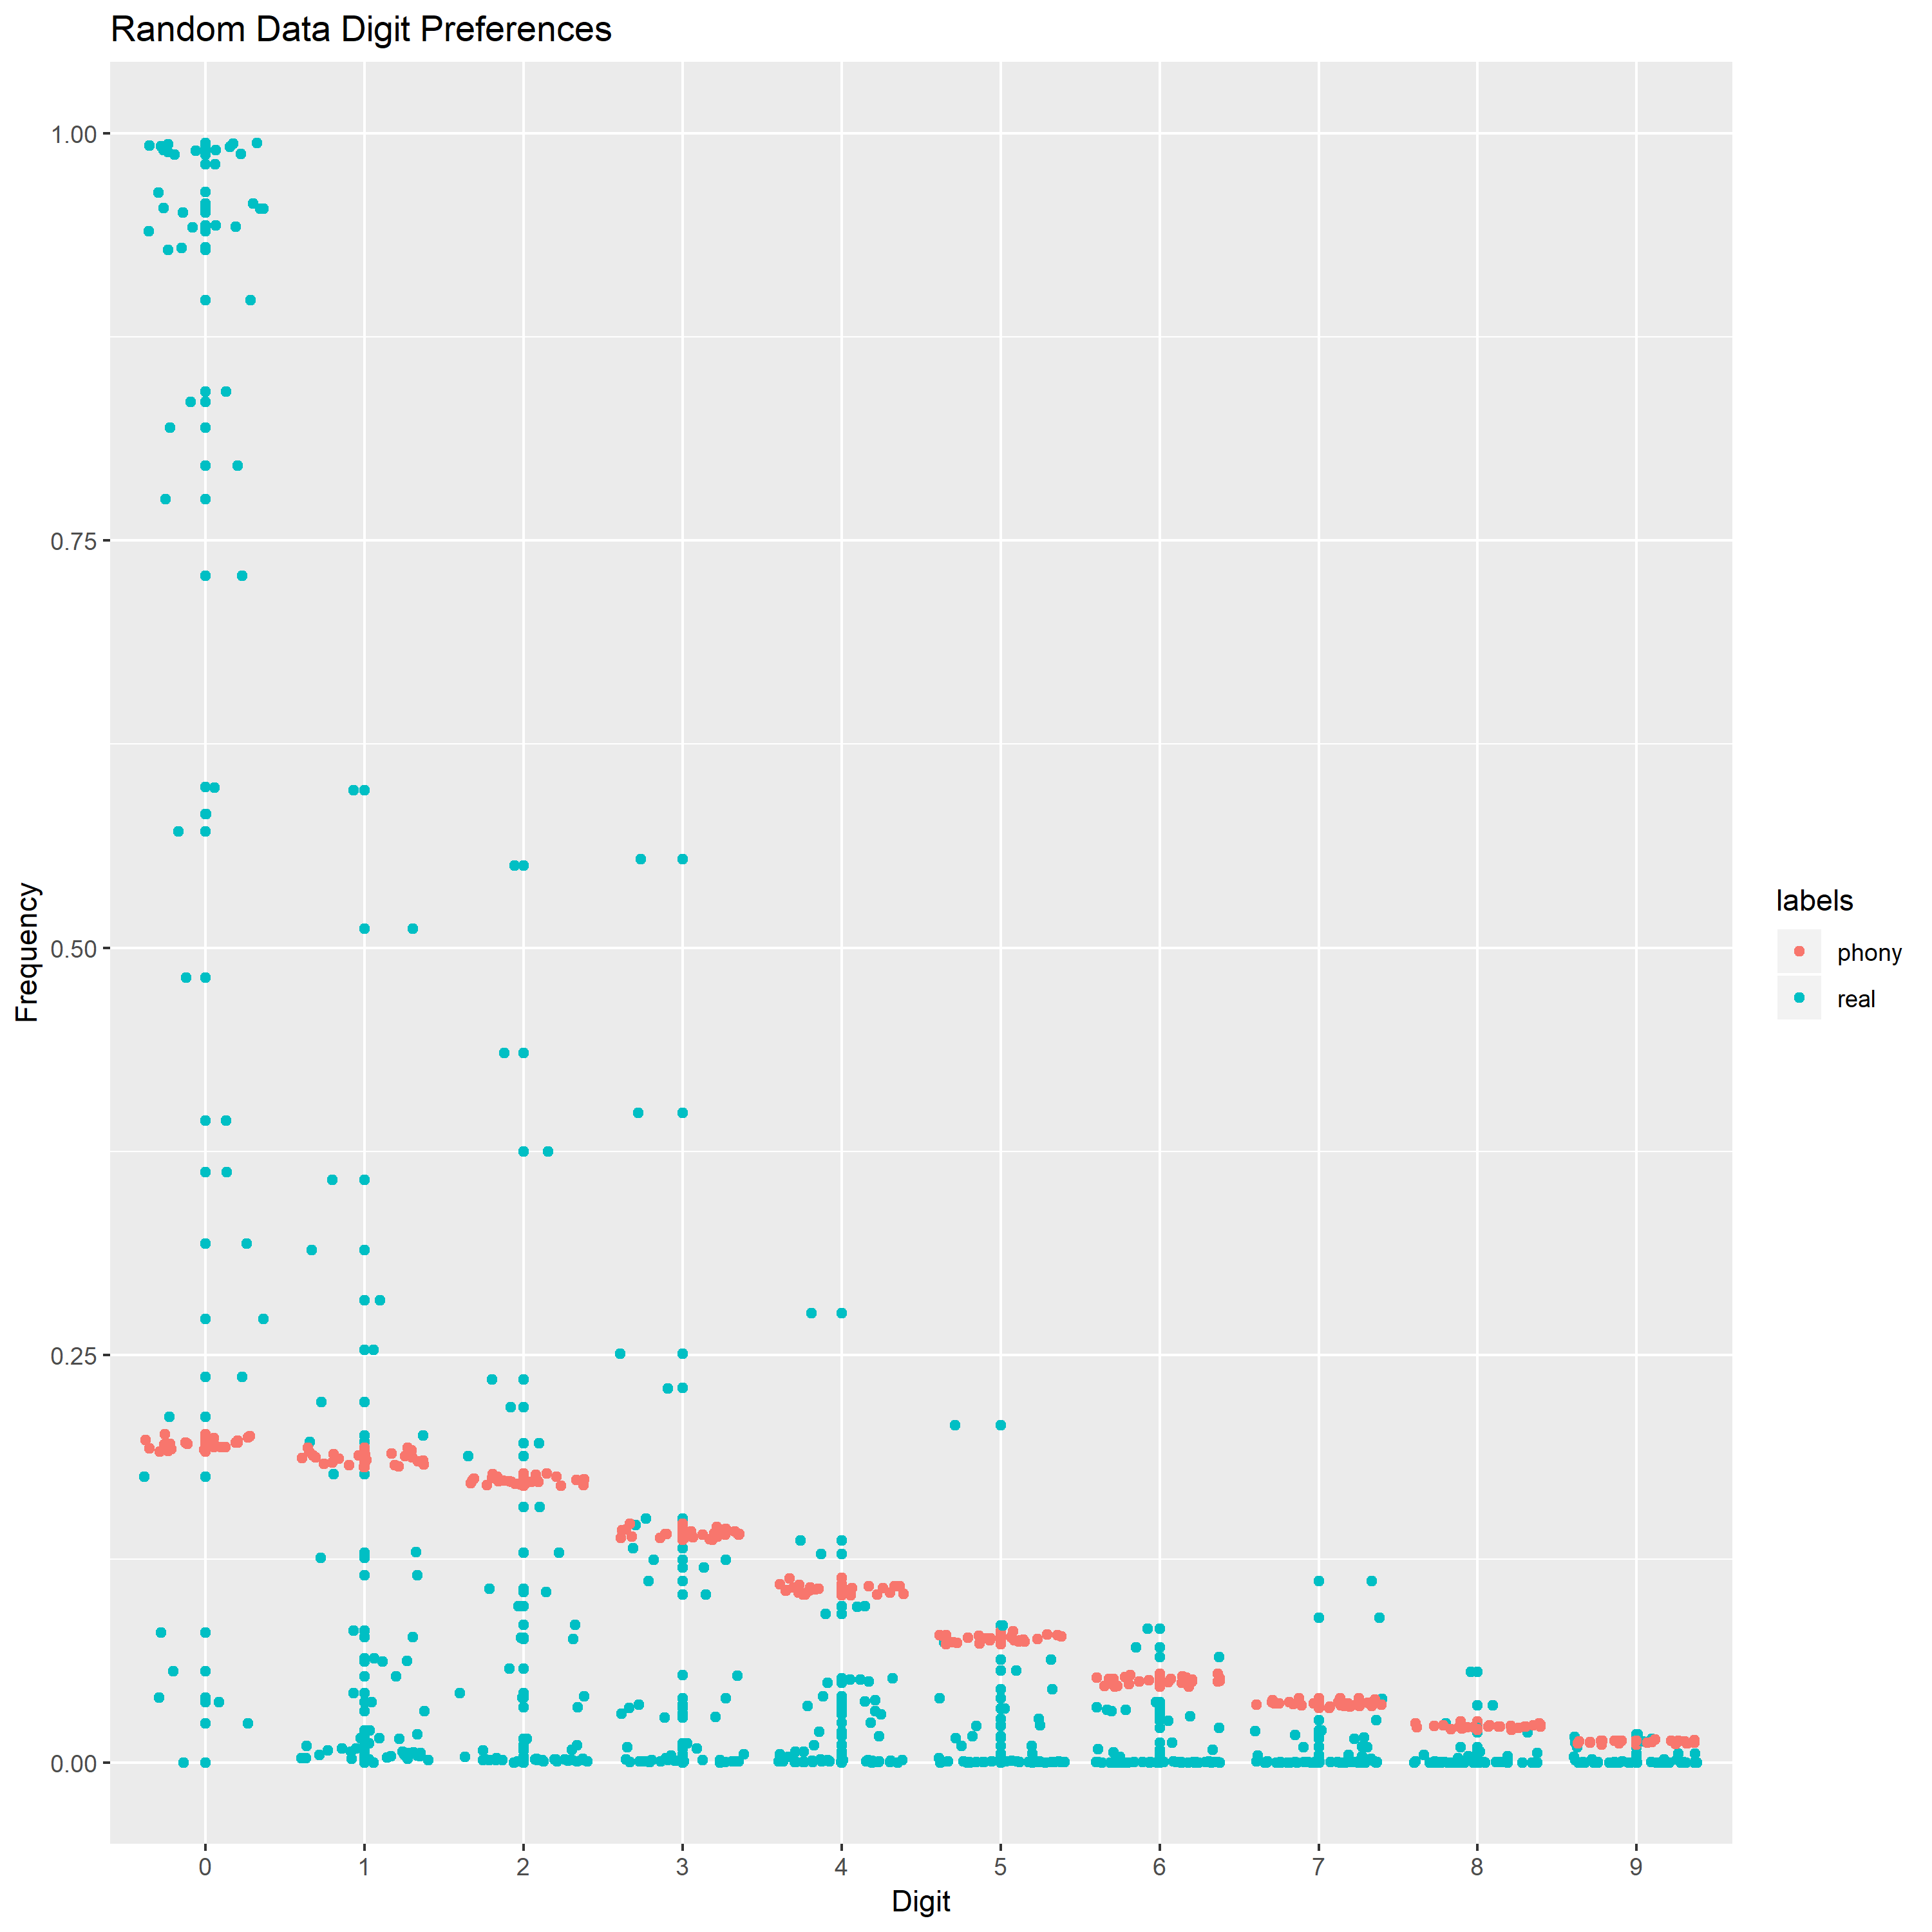 Random Data Digit Preferences
1.00
0.75
0.50
0.25
0.00
Frequency
0 1 2 3 4 5 6 7 8 9
Digit
labels
phony
real